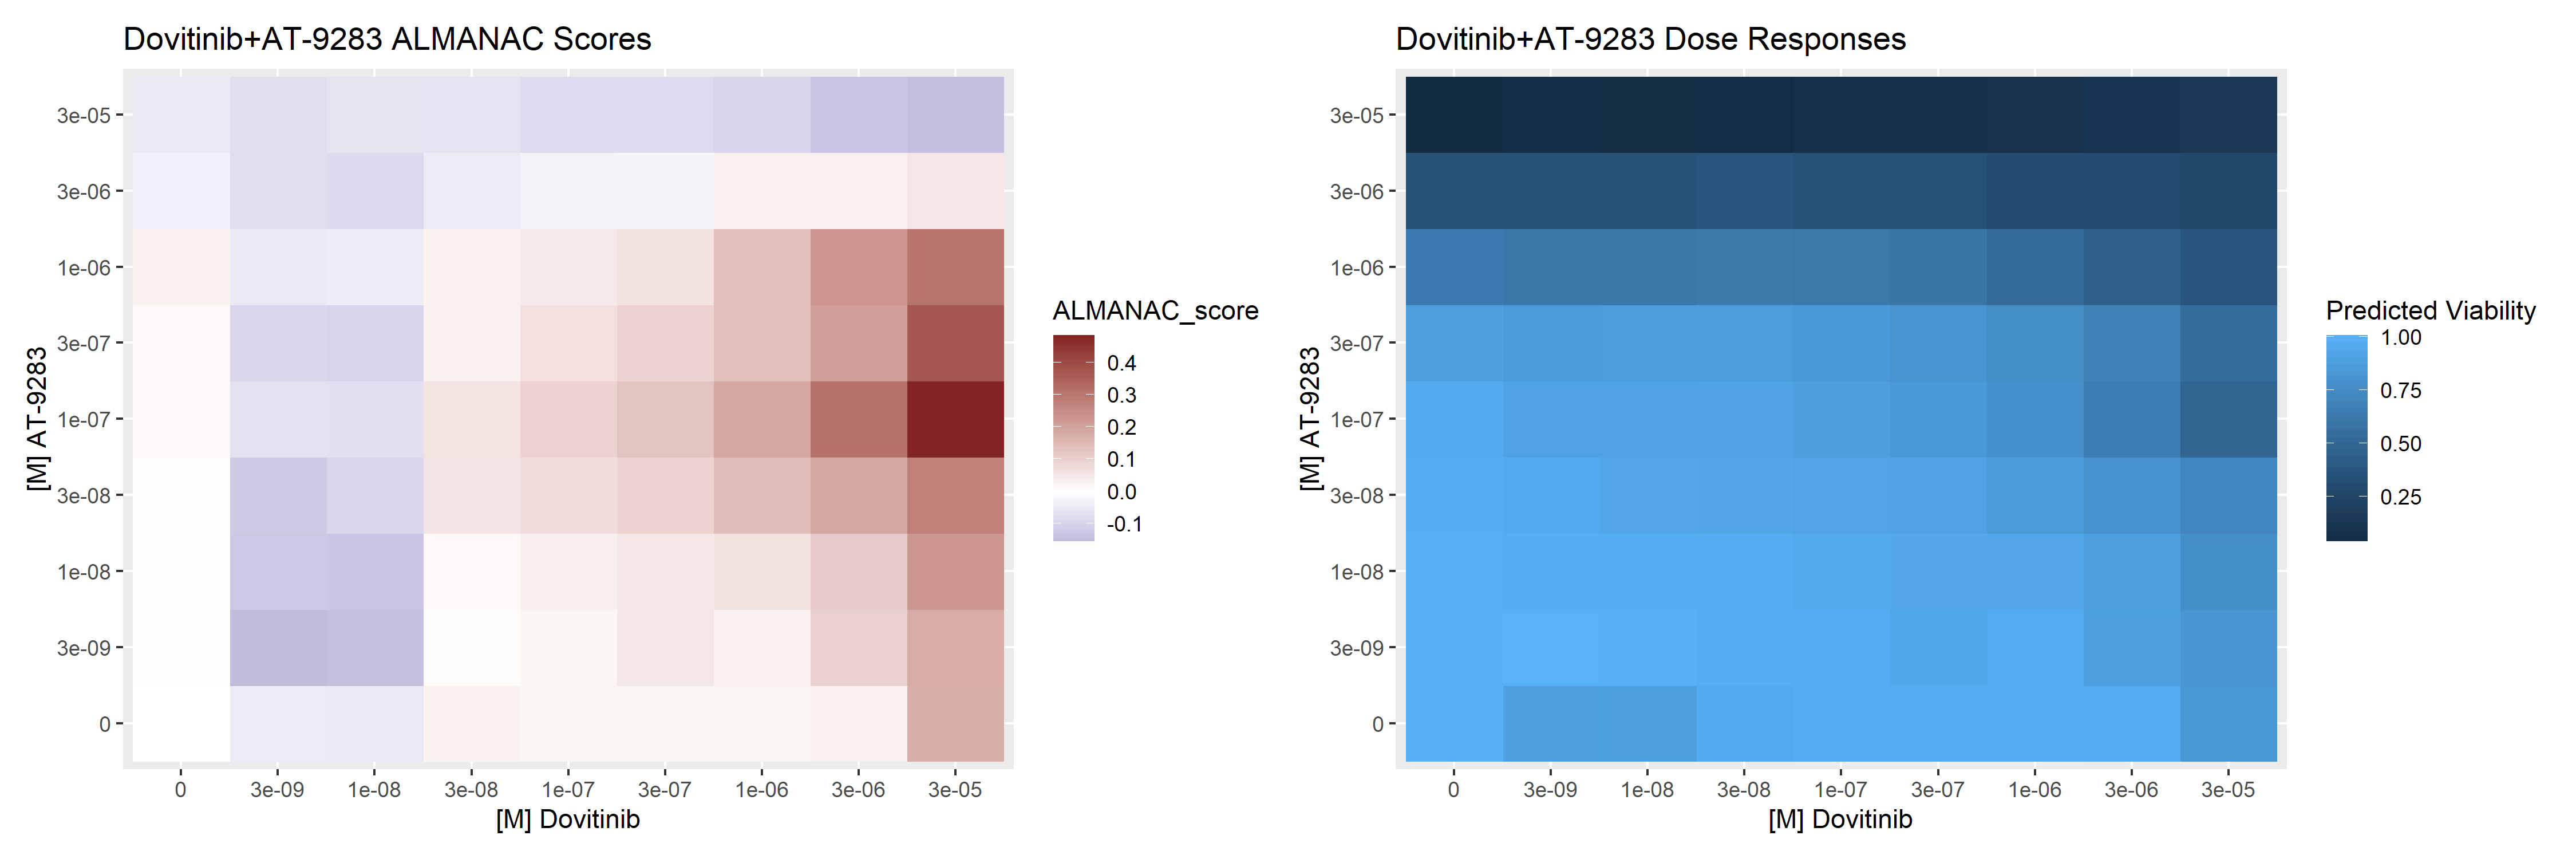 Dovitinib+AT-9283 ALMANAC Scores
[M] AT-9283
3e-05
3e-06
1e-06
3e-07
1e-07
3e-08
1e-08
3e-09
0
0 3e-09 1e-08 3e-08 1e-07 3e-07 1e-06 3e-06 3e-05
[M] Dovitinib
ALMANAC_score
0.4
0.3
0.2
0.1
0.0
-0.1
Dovitinib+AT-9283 Dose Responses
[M] AT-9283
3e-05
3e-06
1e-06
3e-07
1e-07
3e-08
1e-08
3e-09
0
0 3e-09 1e-08 3e-08 1e-07 3e-07 1e-06 3e-06 3e-05
[M] Dovitinib
Predicted Viability
1.00
0.75
0.50
0.25